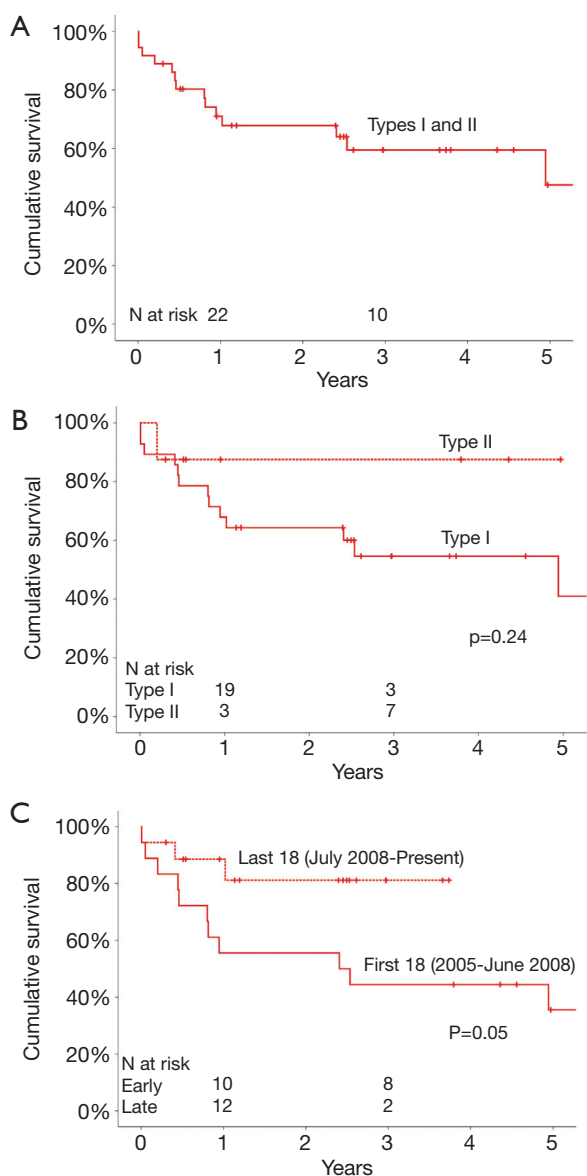 A
Cumulative survival
100%
80%
60%
40%
20%
0%
Types I and II
N at risk 22 10
0 1 2 3 4 5
Years
B
Cumulative survival
100%
80%
60%
40%
20%
0%
Type II
Type I
p=0.24
N at risk
Type I 19 3
Type II 3 7
0 1 2 3 4 5
Years
C
Cumulative survival
100%
80%
60%
40%
20%
0%
Last 18 (July 2008-Present)
First 18 (2005-June 2008)
P=0.05
N at risk
Early 10 8
Late 12 2
0 1 2 3 4 5
Years